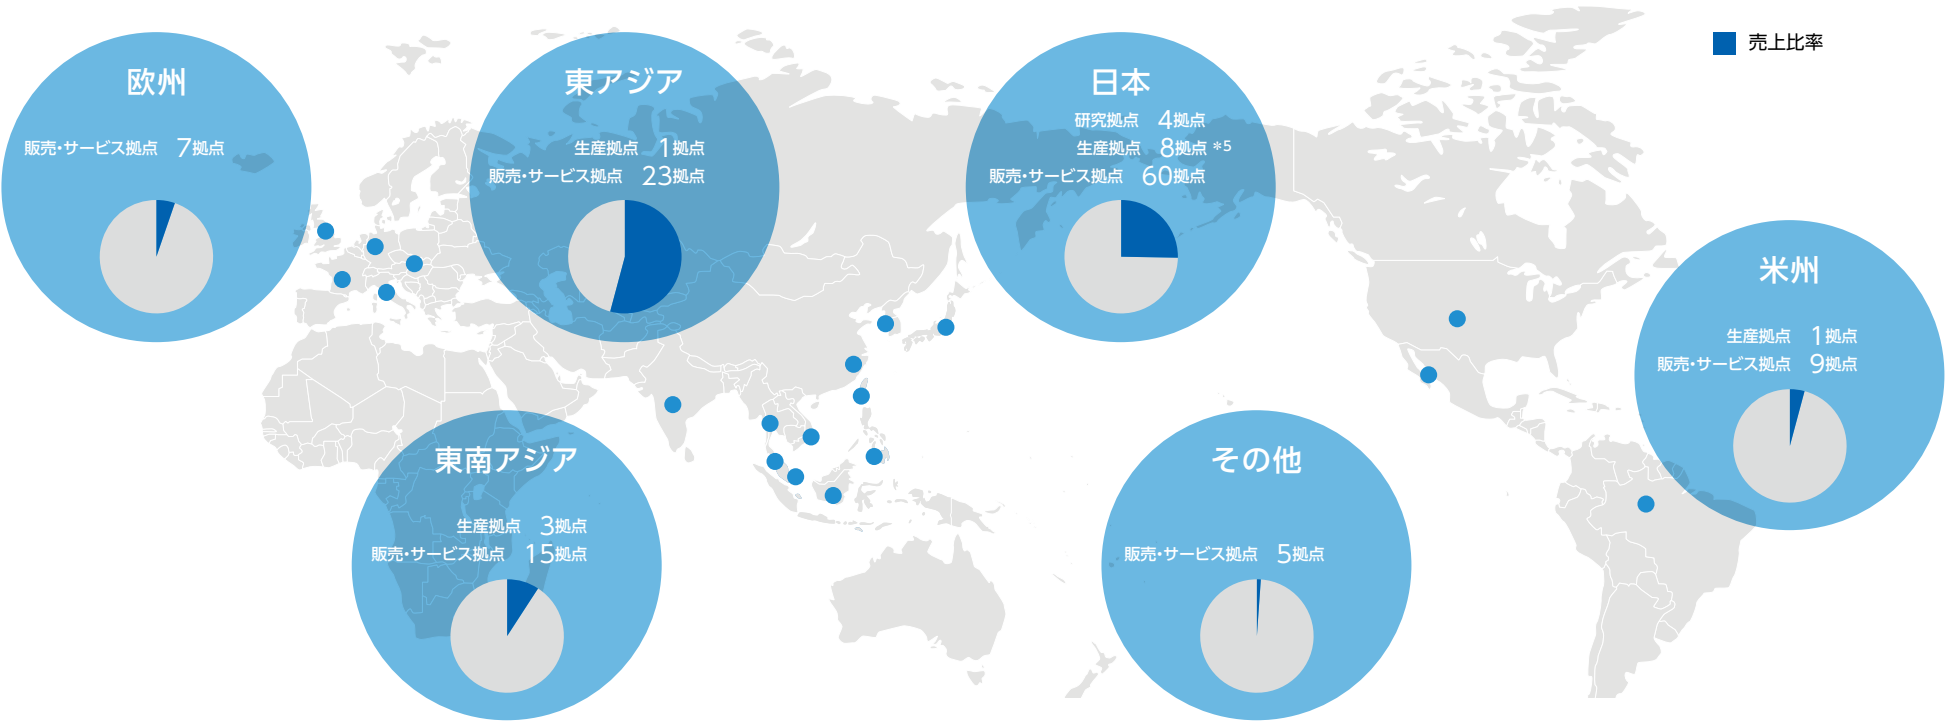 売上比率
欧州
販売・サービス拠点 7拠点
東アジア
生産拠点 1拠点
販売・サービス拠点 23拠点
日本
研究拠点 4拠点
生産拠点 8拠点 *5
販売・サービス拠点 60拠点
米州
生産拠点 1拠点
販売・サービス拠点 9拠点
東南アジア
生産拠点 3拠点
販売・サービス拠点 15拠点
その他
販売・サービス拠点 5拠点